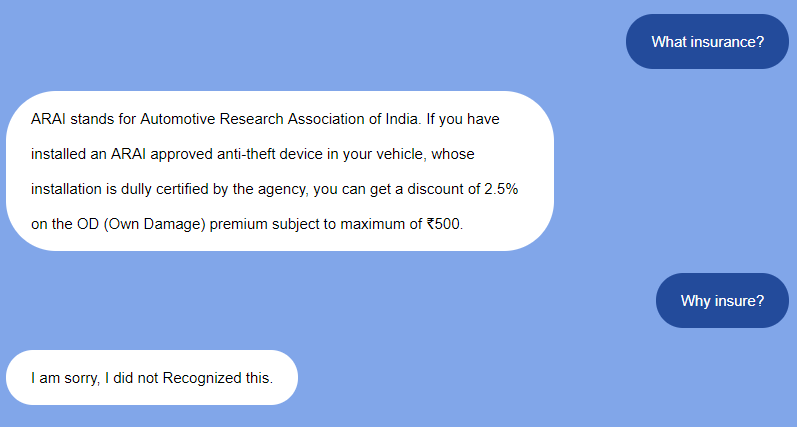 What insurance?
ARAI stands for Automotive Research Association of India. If you have
installed an ARAI approved anti-theft device in your vehicle, whose
installation is dully certified by the agency, you can get a discount of 2.5%
on the OD (Own Damage) premium subject to maximum of ₹500.
Why insure?
I am sorry, I did not Recognized this.